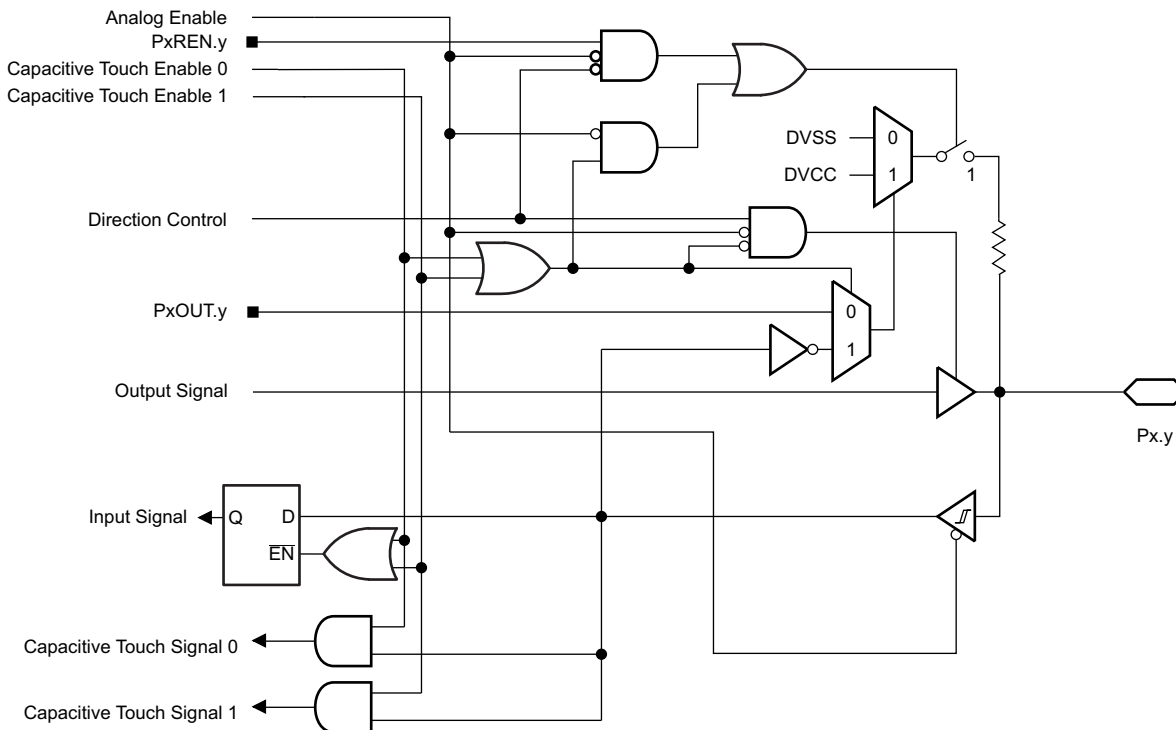 Analog Enable
PxREN.y
Capacitive Touch Enable 0
Capacitive Touch Enable 1
DVSS
0
DVCC
1
1
Direction Control
PxOUT.y
0
1
Output Signal
Px.y
Input Signal
Q
D
EN
Capacitive Touch Signal 0
Capacitive Touch Signal 1